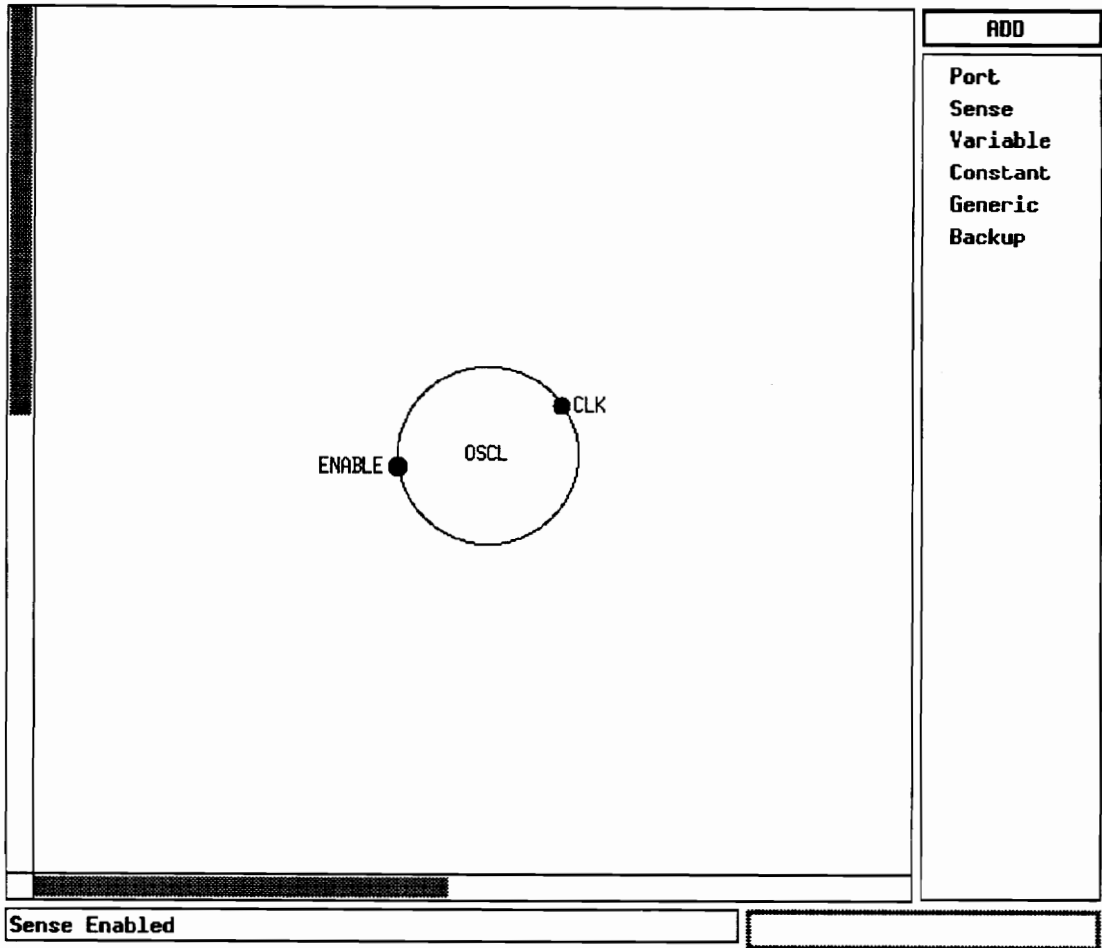 ADD
Port
Sense
Variable
Constant
Generic
Backup
CLK
OSCL
ENABLE
Sense Enabled